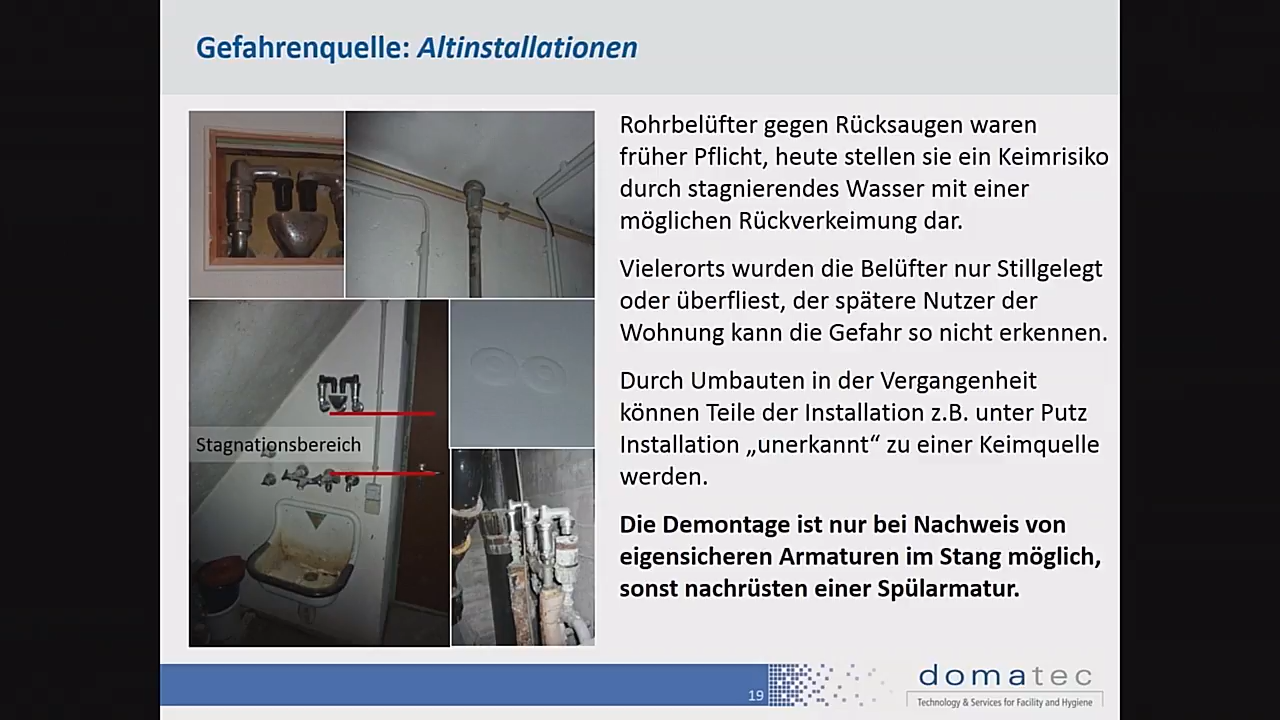 Gefahrenquelle: Altinstallationen
Rohrbelüfter gegen Rücksaugen waren
früher Pflicht, heute stellen sie ein Keimrisiko
durch stagnierendes Wasser mit einer
möglichen Rückverkeimung dar.
Vielerorts wurden die Belüfter nur Stillgelegt
oder überfliest, der spätere Nutzer der
Wohnung kann die Gefahr so nicht erkennen.
Durch Umbauten in der Vergangenheit
können Teile der Installation z.B. unter Putz
Installation „unerkannt“ zu einer Keimquelle
werden.
Die Demontage ist nur bei Nachweis von
eigensicheren Armaturen im Stang möglich,
sonst nachrüsten einer Spülarmatur.
Stagnationsbereich
19
domatec
Technology & Services for Facility and Hygiene